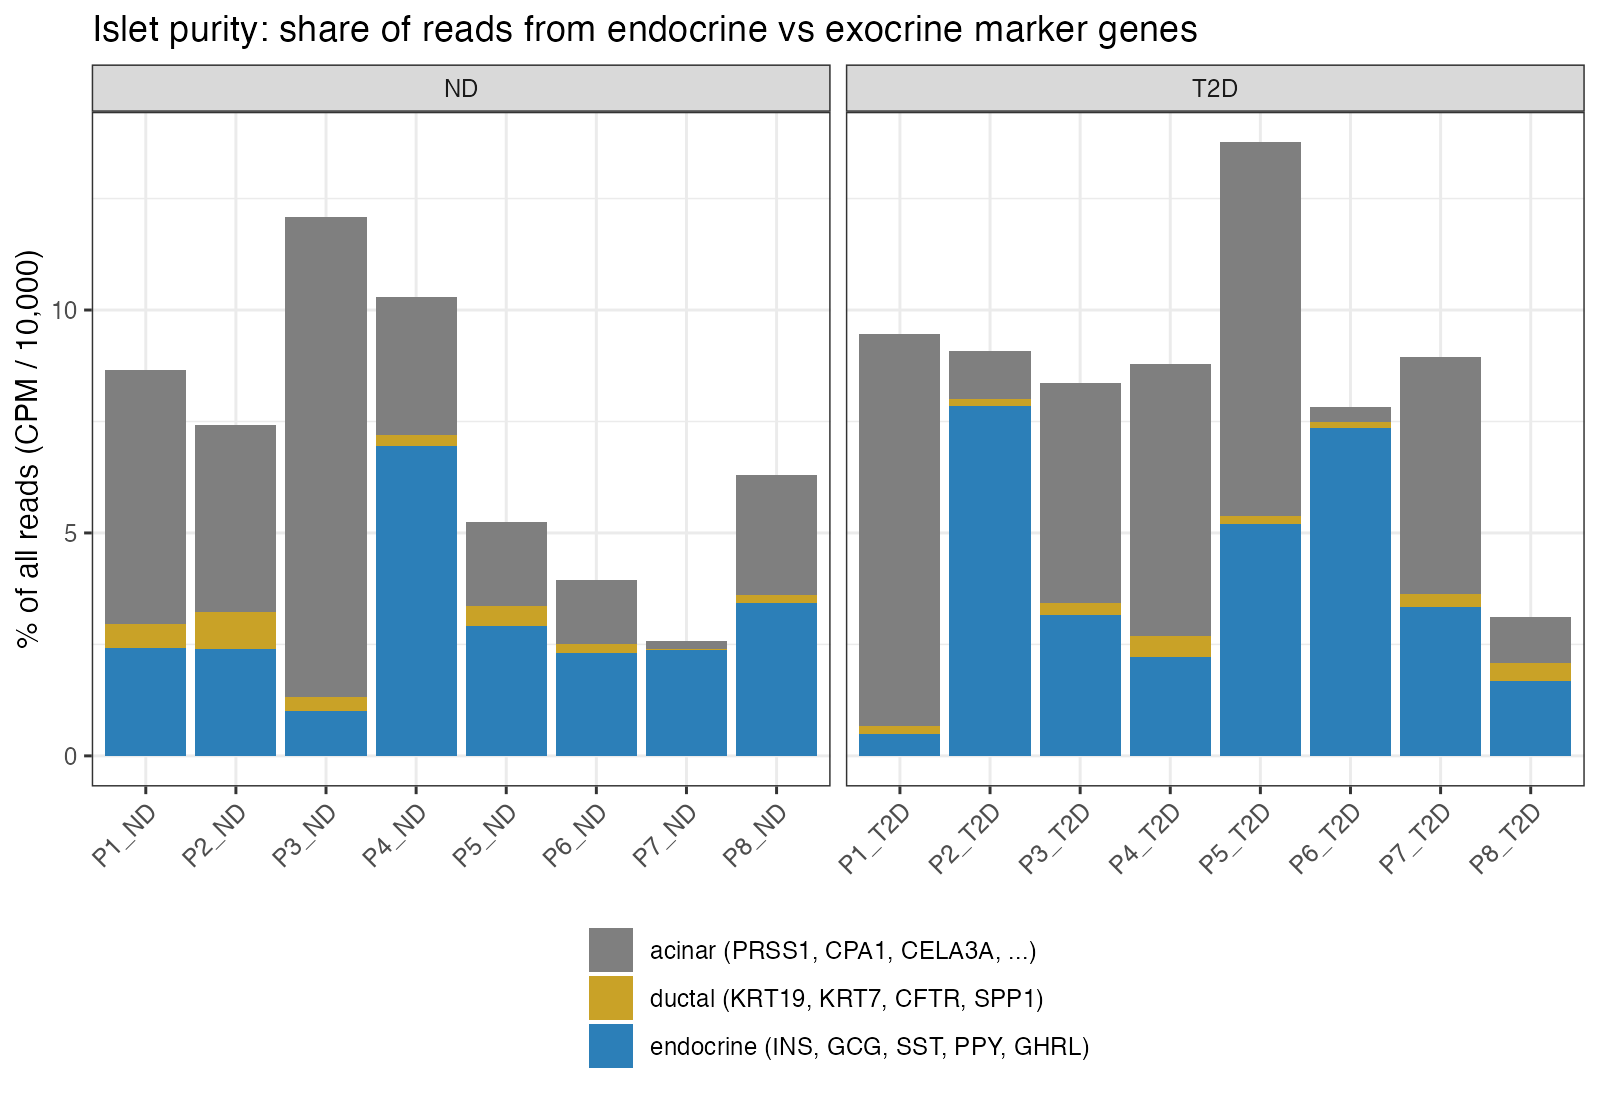 Islet purity: share of reads from endocrine vs exocrine marker genes
ND
T2D
% of all reads (CPM / 10,000)
10
5
0
P1_ND
P2_ND
P3_ND
P4_ND
P5_ND
P6_ND
P7_ND
P8_ND
P1_T2D
P2_T2D
P3_T2D
P4_T2D
P5_T2D
P6_T2D
P7_T2D
P8_T2D
acinar (PRSS1, CPA1, CELA3A, ...)
ductal (KRT19, KRT7, CFTR, SPP1)
endocrine (INS, GCG, SST, PPY, GHRL)